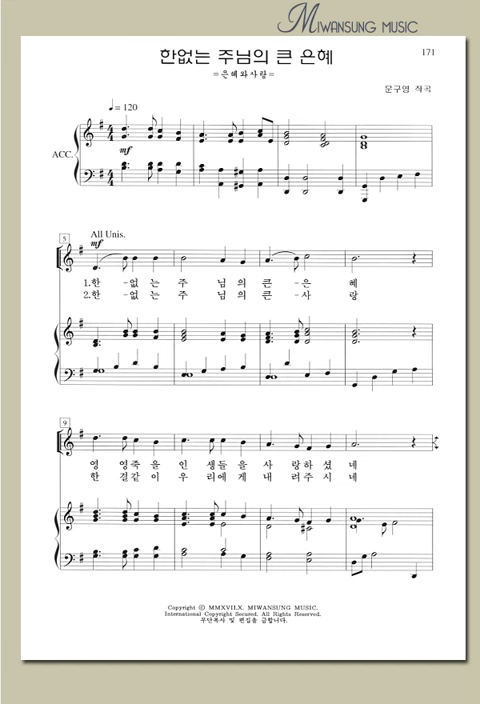 MIWANSUNG MUSIC
한없는 주님의 큰 은혜
171
=은혜와사랑=
문구영 작곡
♩ = 120
ACC.
mf
5
All Unis.
mf
1.한 - 없 는 주 님 의 큰 - 은 혜
2.한 - 없 는 주 님 의 큰 - 사 랑
9
영 영죽 을 인 생들 을 사 랑하 셨 네
한 결같 이 우 리에 게 내 려주 시 네
Copyright ⓒ MMXVII.X. MIWANSUNG MUSIC.
International Copyright Secured. All Rights Reserved.
무단복사 및 편집을 금합니다.